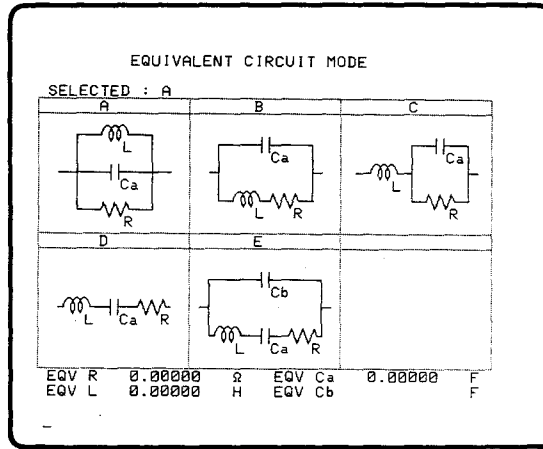 EQUIVALENT CIRCUIT MODE
SELECTED : A
A B C
L
Ca
R
Ca
L R
Ca
L
R
D E
L Ca R
Cb
L Ca R
EQV R 0.00000 Ω EQV Ca 0.00000 F
EQV L 0.00000 H EQV Cb F